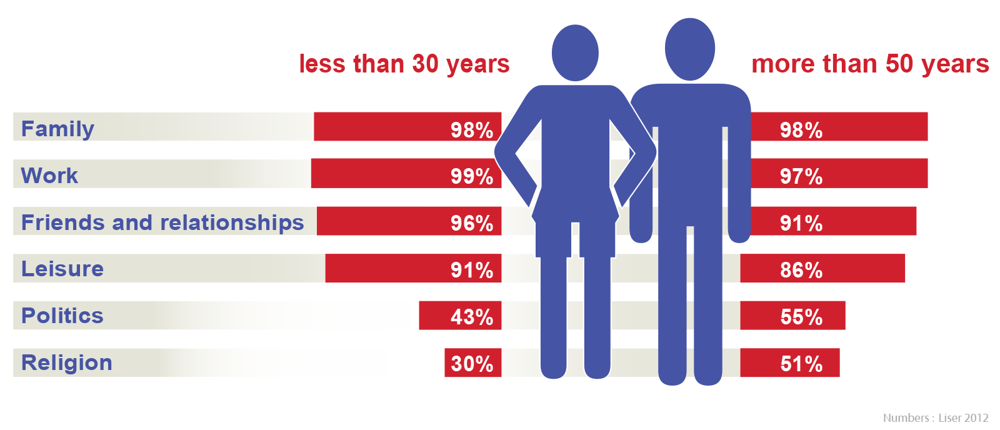 less than 30 years more than 50 years
Family 98% 98%
Work 99% 97%
Friends and relationships 96% 91%
Leisure 91% 86%
Politics 43% 55%
Religion 30% 51%
Numbers : Liser 2012